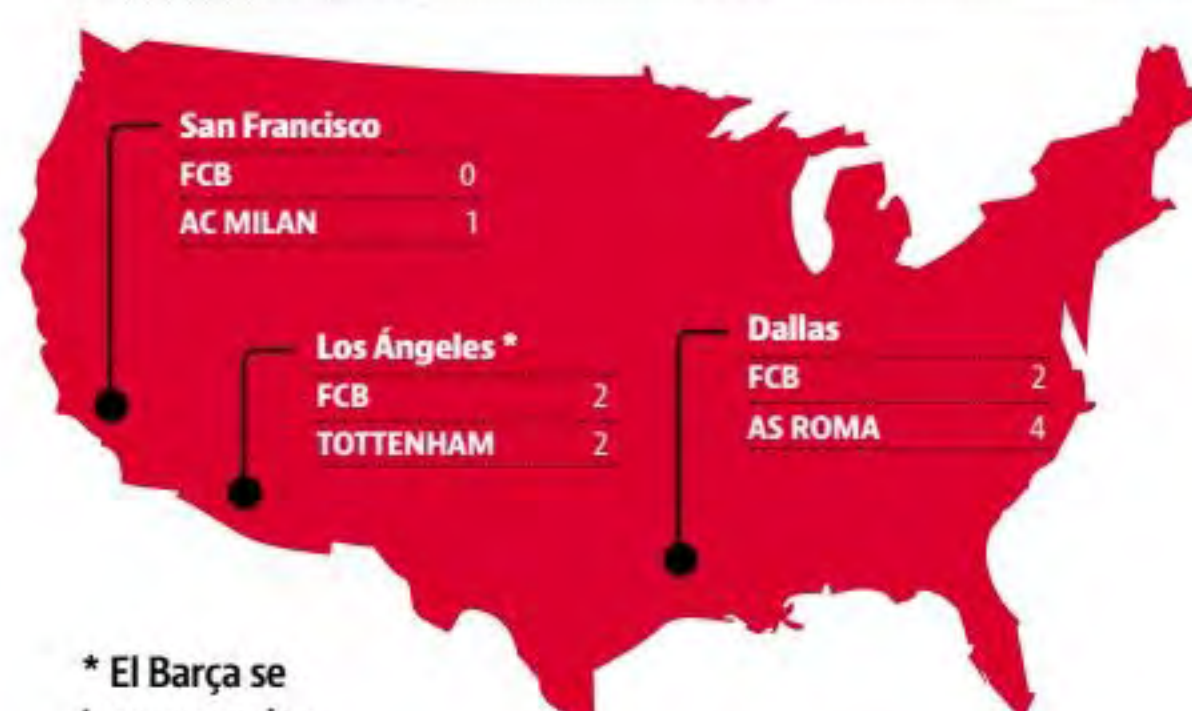 San Francisco
FCB 0
AC MILAN 1
Los Ángeles *
FCB 2
TOTTENHAM 2
Dallas
FCB 2
AS ROMA 4
* El Barça se